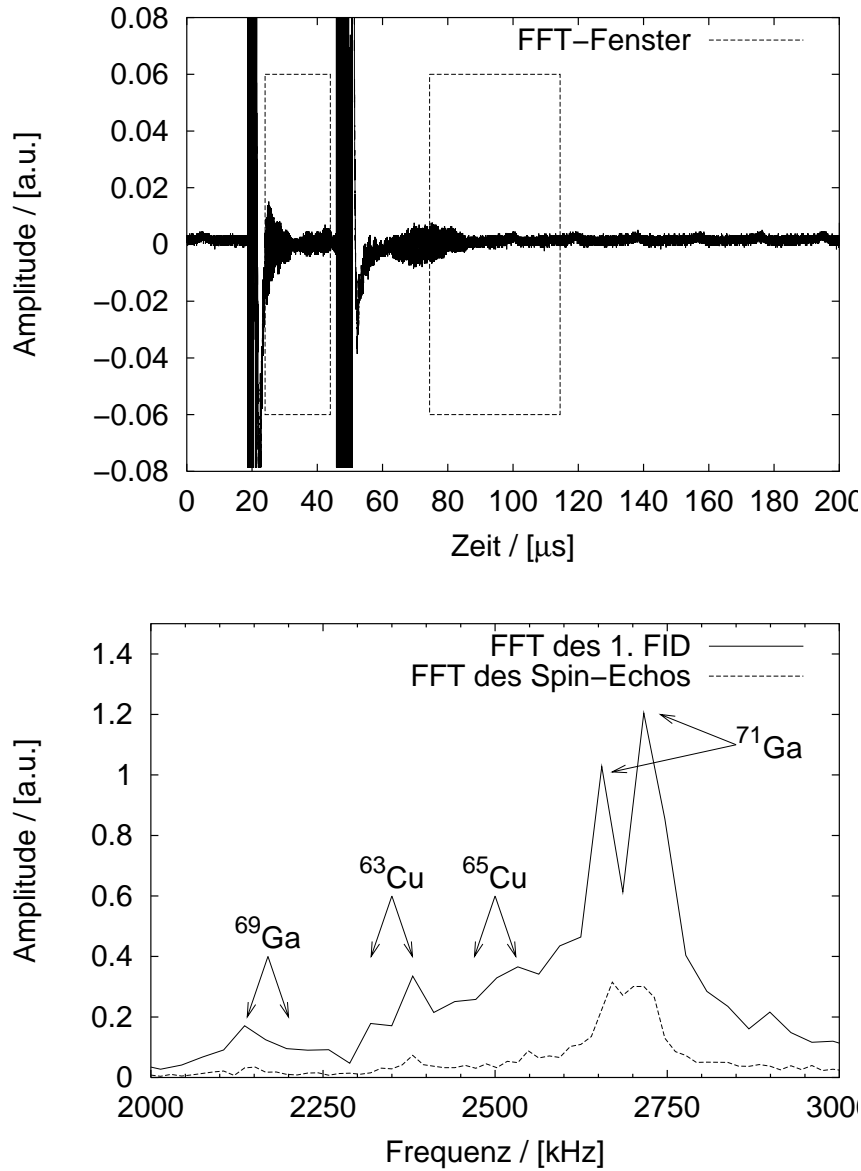 0.08
0.06
0.04
0.02
0
−0.02
−0.04
−0.06
−0.08
Amplitude / [a.u.]
FFT−Fenster
0 20 40 60 80 100 120 140 160 180 200
Zeit / [μs]
1.4
1.2
1
0.8
0.6
0.4
0.2
0
Amplitude / [a.u.]
FFT des 1. FID
FFT des Spin−Echos
71Ga
63Cu
65Cu
69Ga
2000 2250 2500 2750 3000
Frequenz / [kHz]